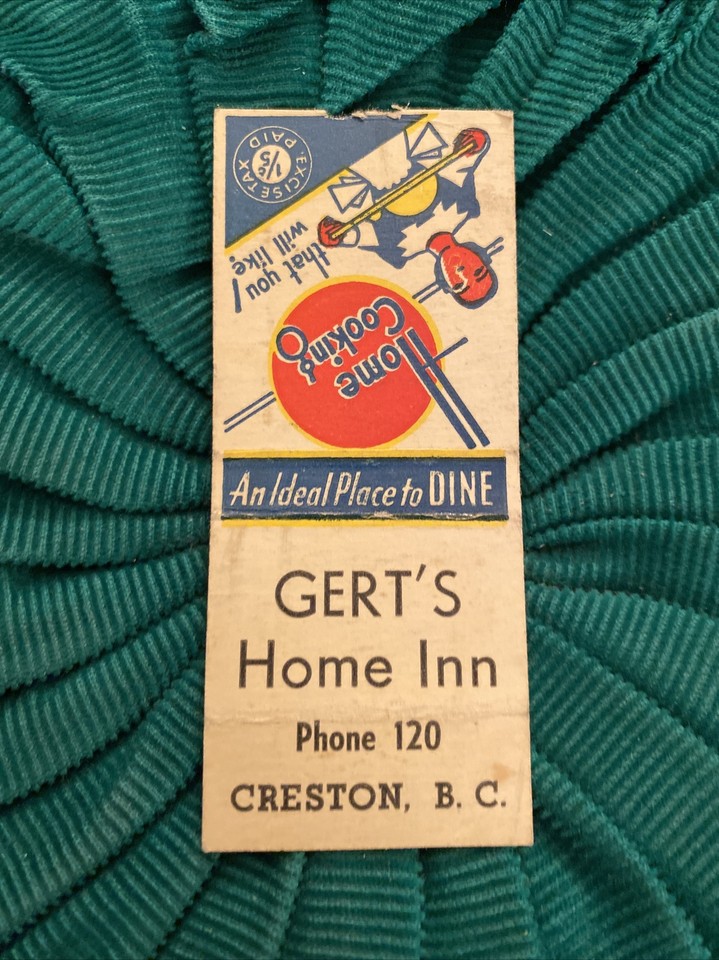 EXCISE TAX
1/5¢
PAID
Home
Cooking
that you
will like!
An Ideal Place to DINE
GERT'S
Home Inn
Phone 120
CRESTON, B. C.